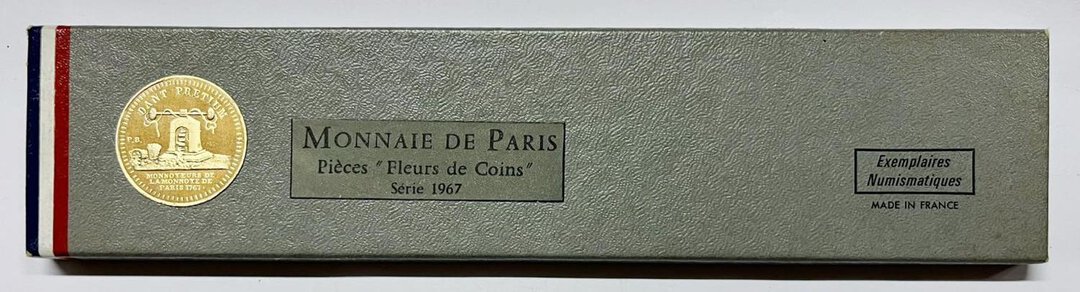 DANT PRETIUM
P.B.
MONNOYEURS DE
LA MONNOYE DE
PARIS 1767
MONNAIE DE PARIS
Pièces "Fleurs de Coins"
Série 1967
Exemplaires
Numismatiques
MADE IN FRANCE